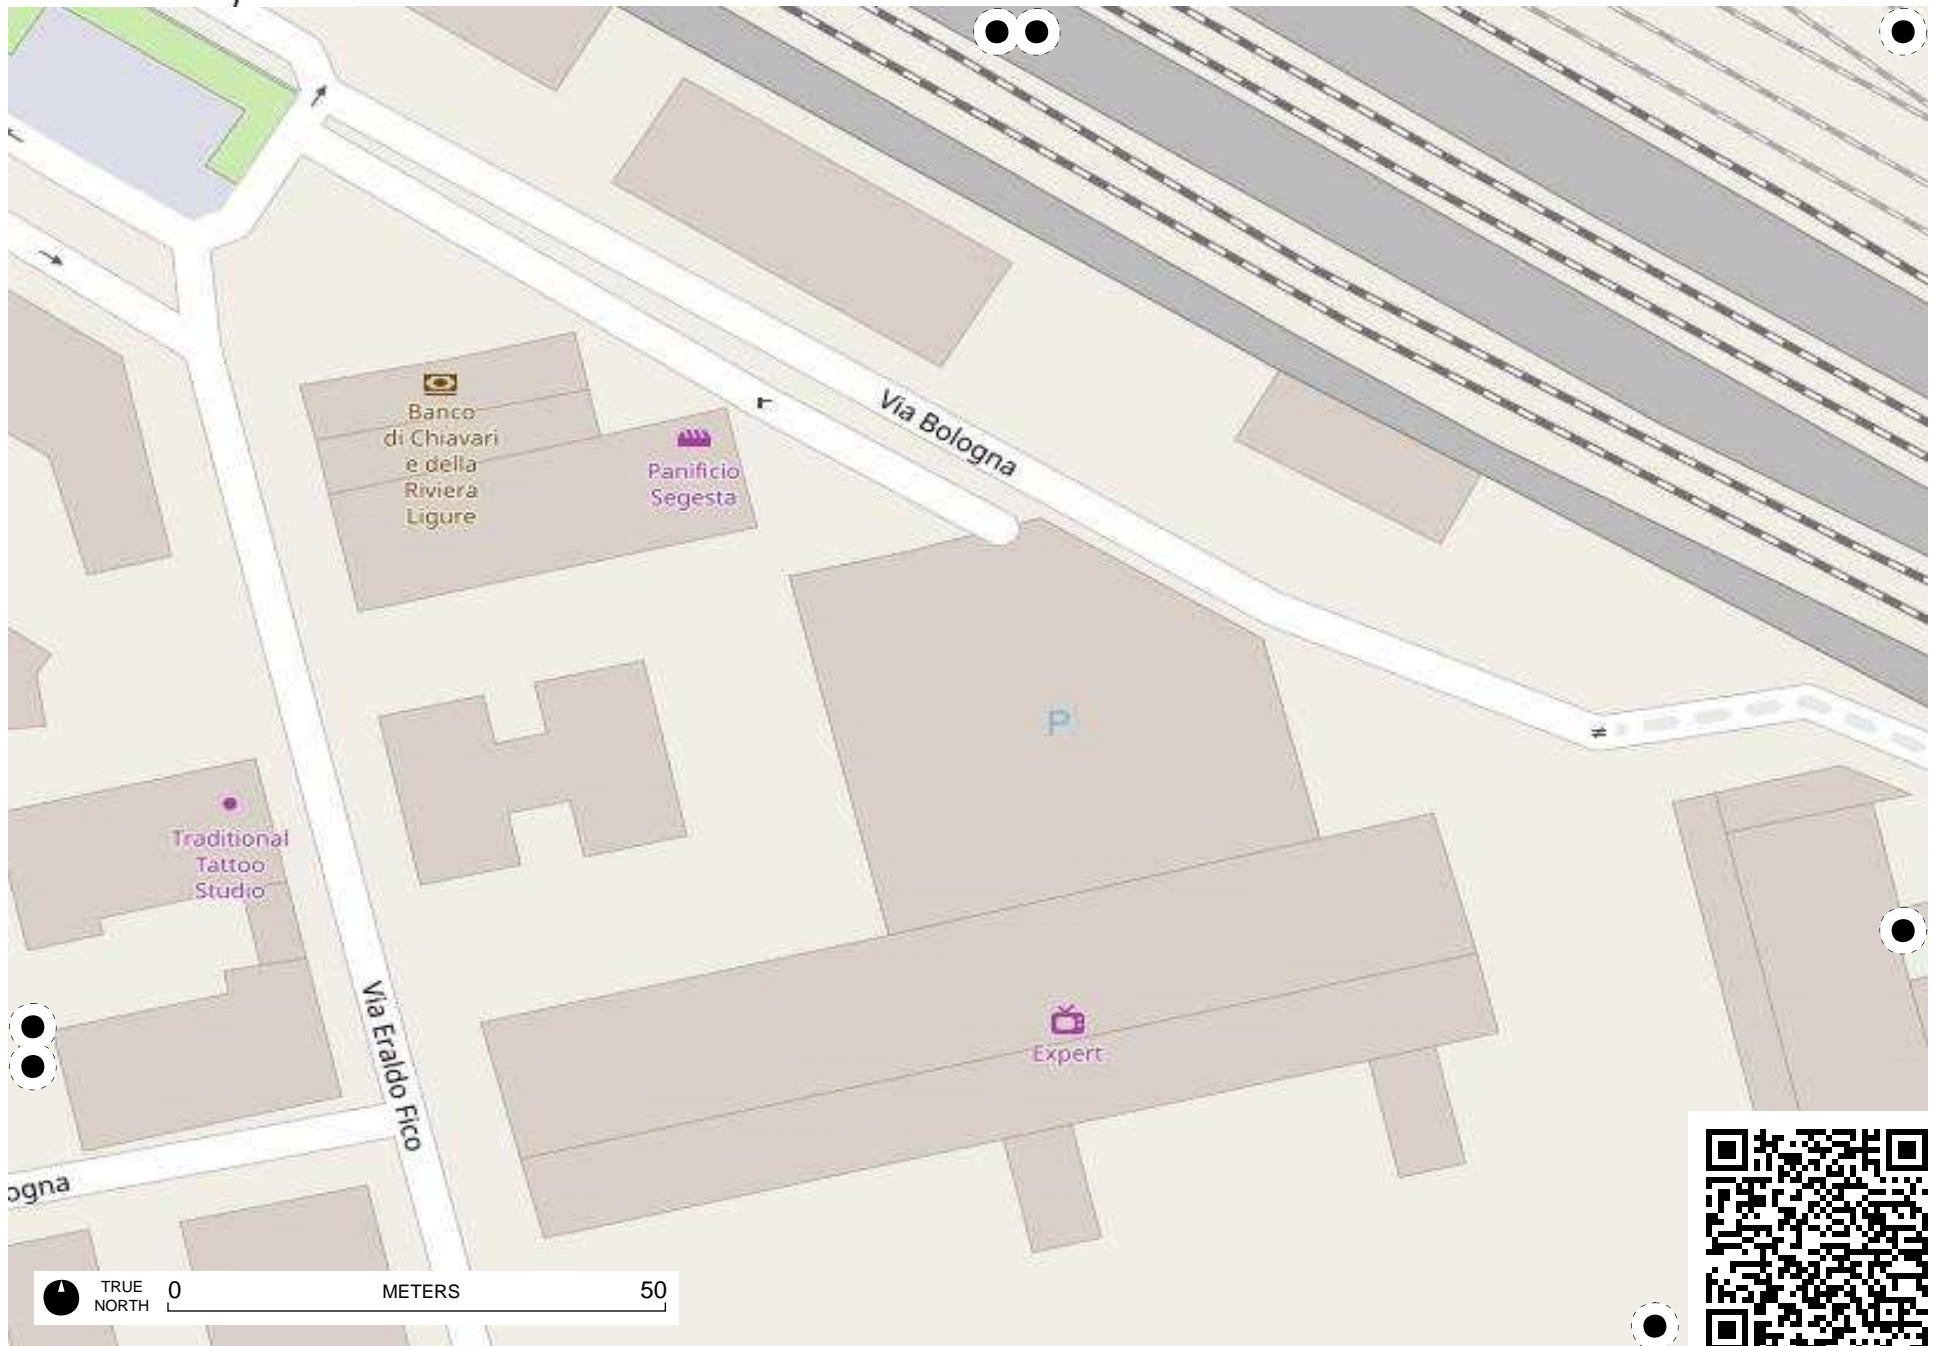 Via Bologna
Banco
di Chiavari
e della
Riviera
Ligure
Panificio
Segesta
P
Traditional
Tattoo
Studio
Via Eraldo Fico
Expert
ogna
TRUE
NORTH
0
METERS
50